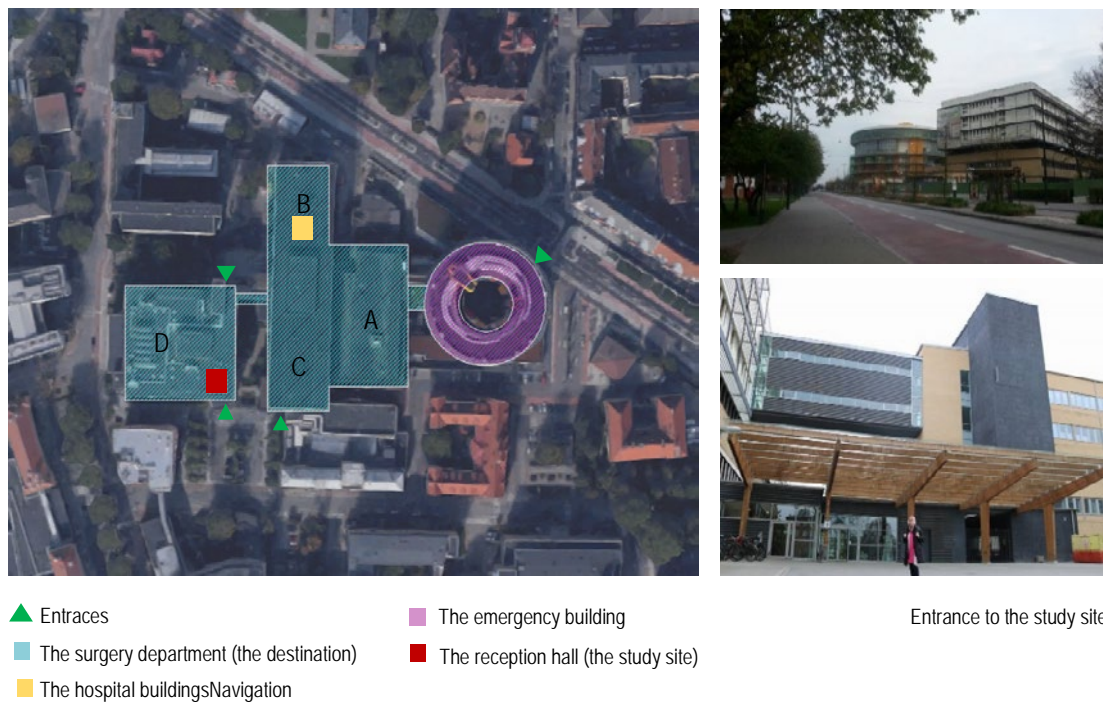 B
A
D
C
Entraces
The emergency building
Entrance to the study site
The surgery department (the destination)
The reception hall (the study site)
The hospital buildingsNavigation